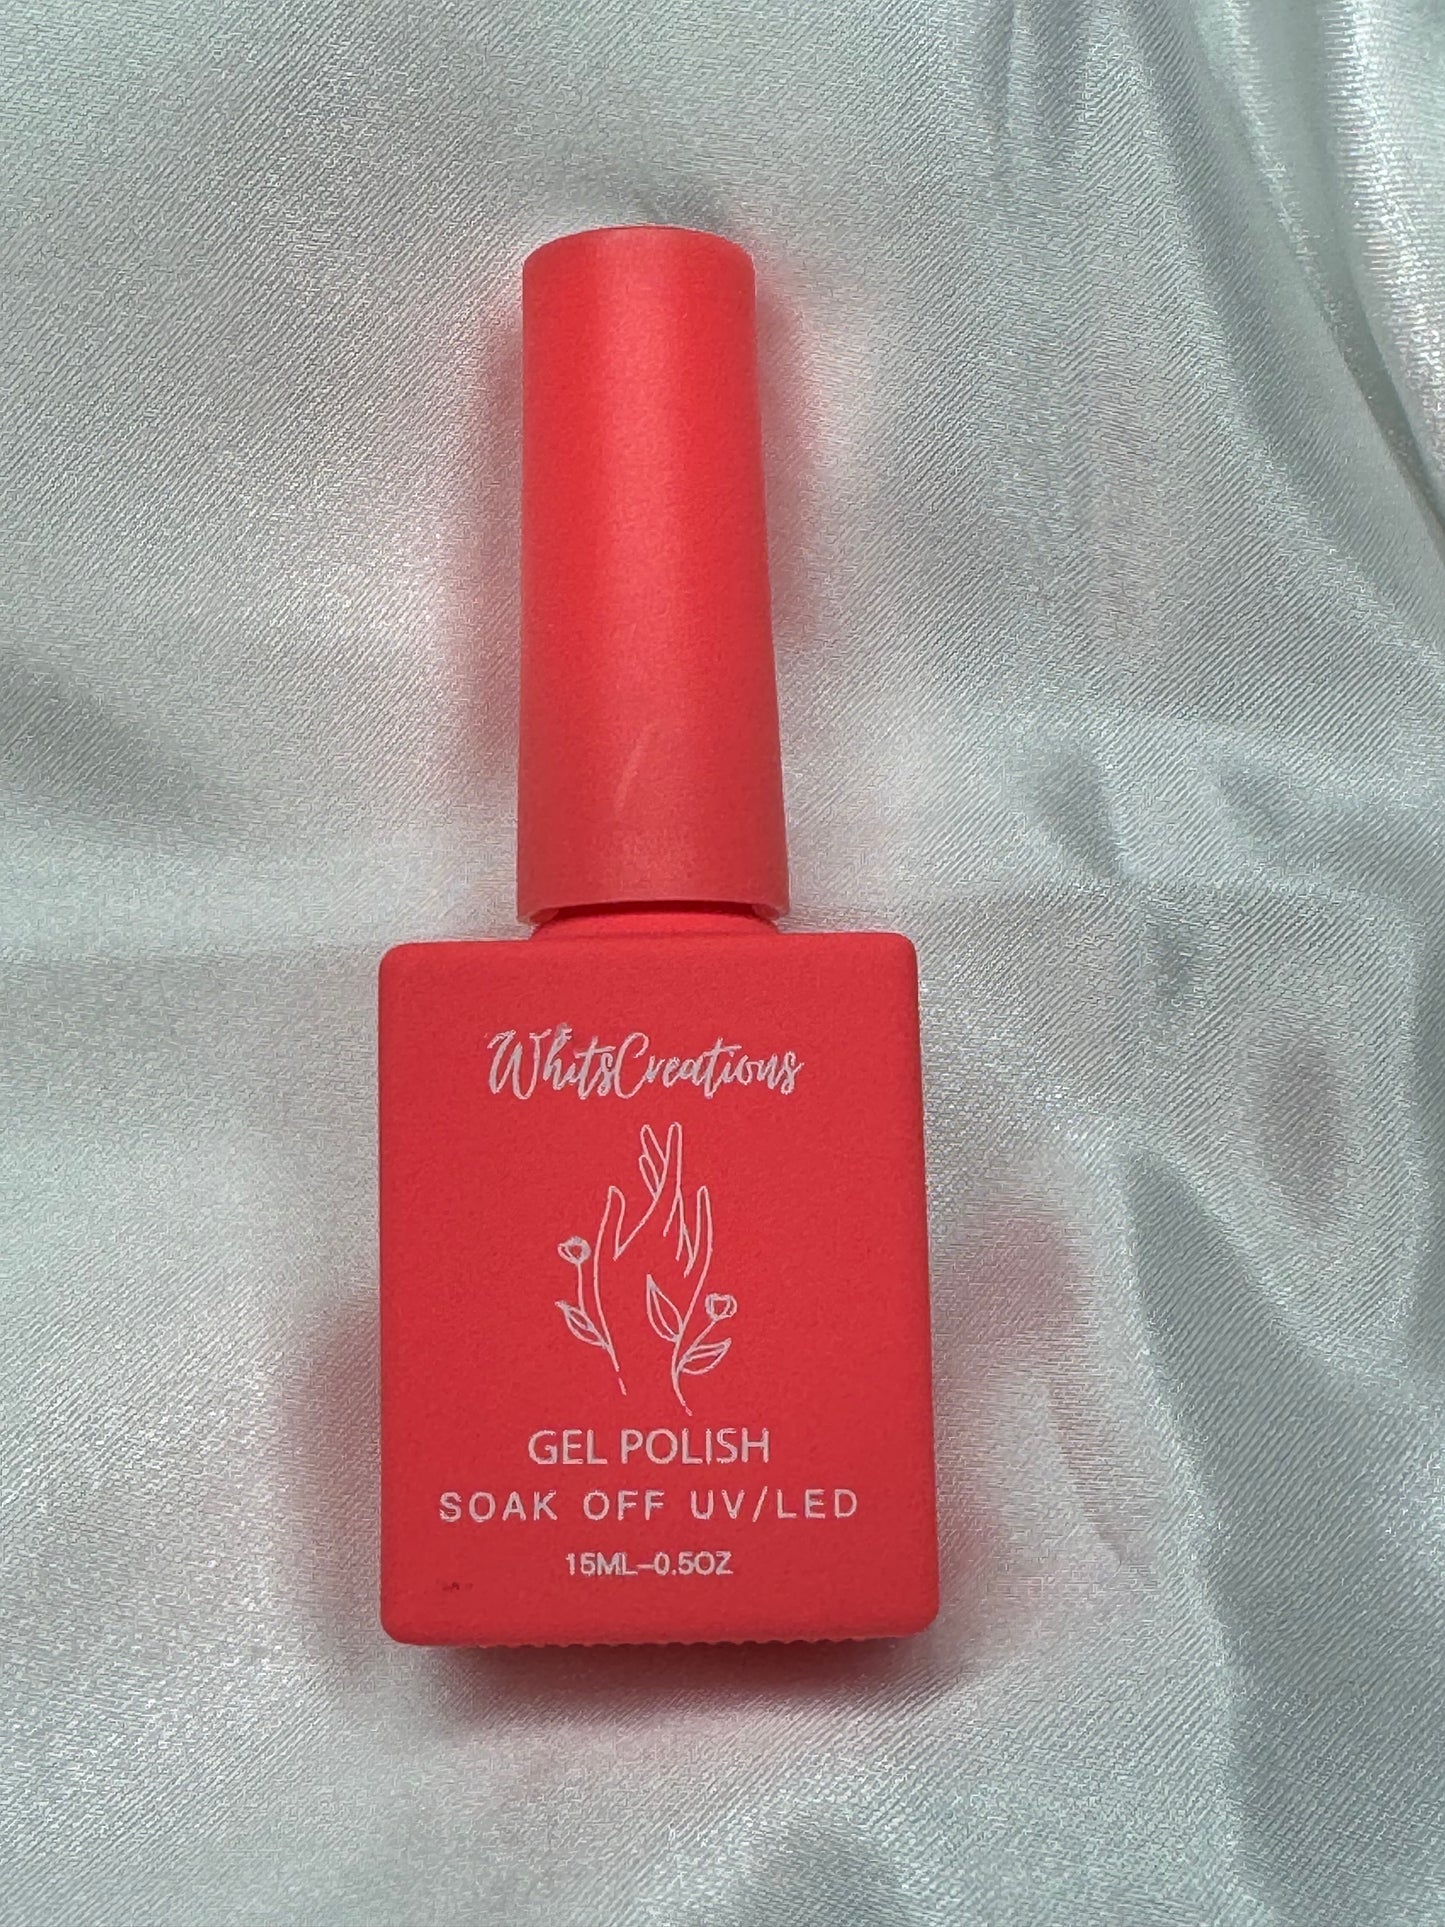 WhitsCreations
GEL POLISH
SOAK OFF UV/LED
15ML-0.5OZ